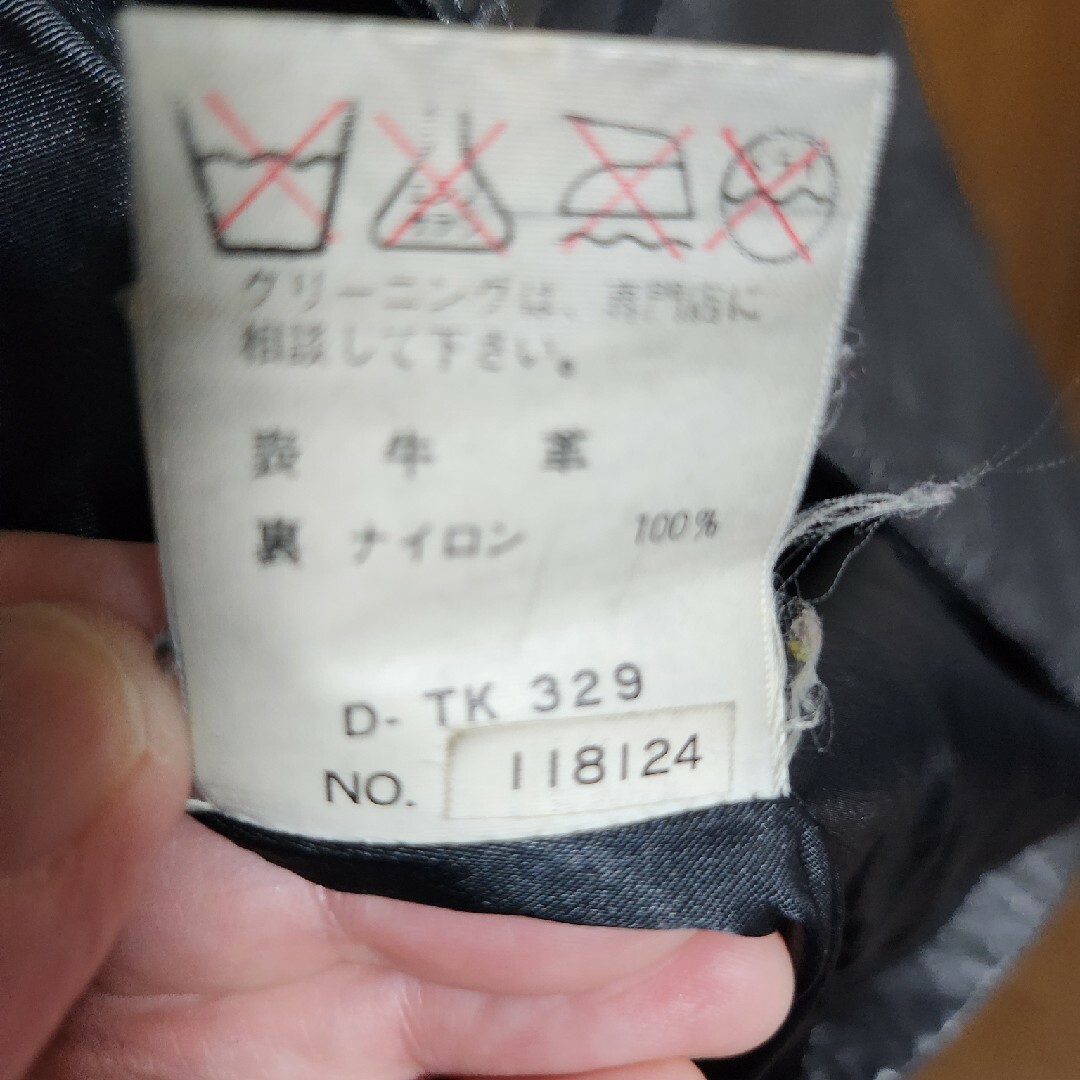 クリーニングは、専門店に
相談して下さい。
表 牛 革
裏 ナイロン 100%
D- TK 329
NO. 118124